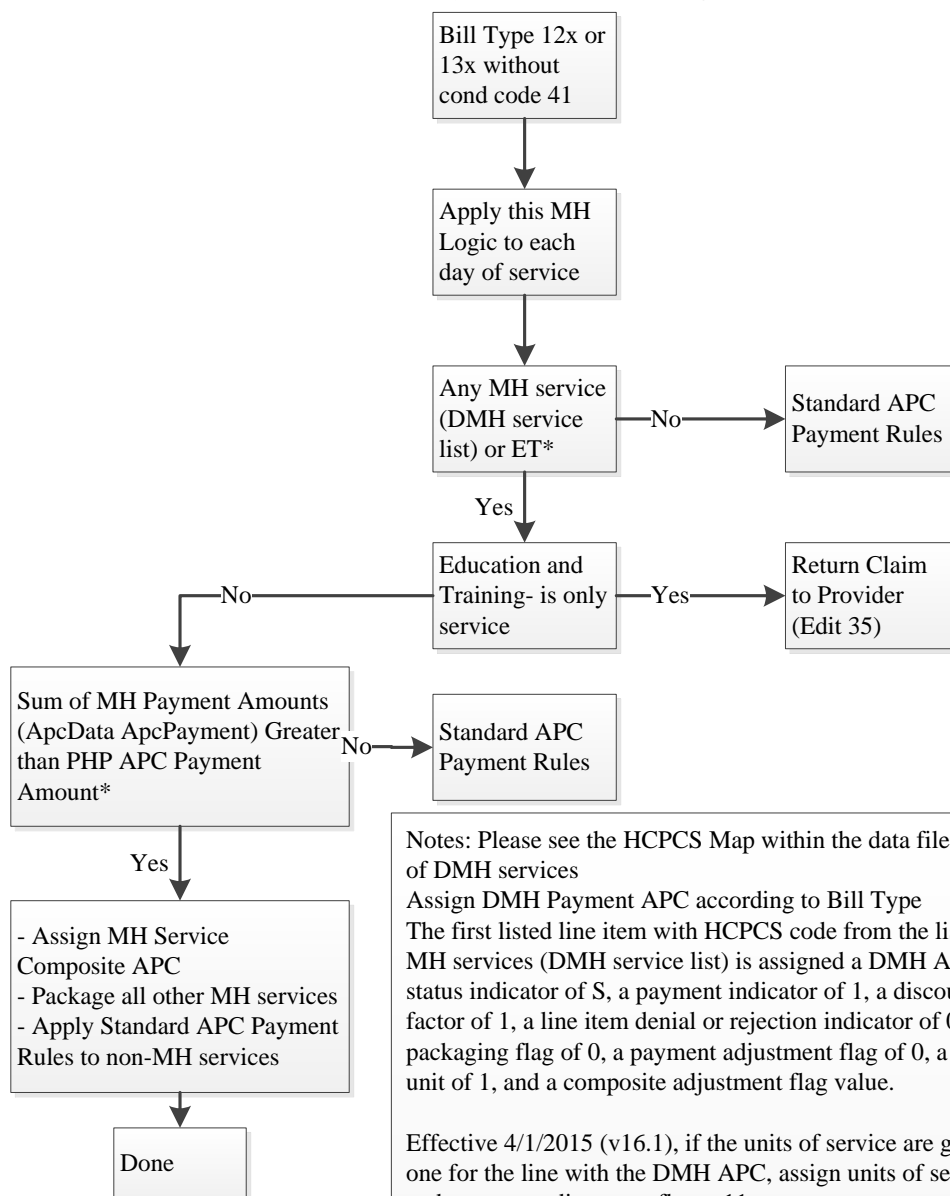 Bill Type 12x or
13x without
cond code 41
Apply this MH
Logic to each
day of service
Any MH service
(DMH service
list) or ET*
No
Standard APC
Payment Rules
Yes
Education and
Training- is only
service
No
Yes
Return Claim
to Provider
(Edit 35)
Sum of MH Payment Amounts
(ApcData ApcPayment) Greater
than PHP APC Payment
Amount*
No
Standard APC
Payment Rules
Yes
- Assign MH Service
Composite APC
- Package all other MH services
- Apply Standard APC Payment
Rules to non-MH services
Done
Notes: Please see the HCPCS Map within the data file
of DMH services
Assign DMH Payment APC according to Bill Type
The first listed line item with HCPCS code from the
MH services (DMH service list) is assigned a DMH
status indicator of S, a payment indicator of 1, a
factor of 1, a line item denial or rejection indicator of
packaging flag of 0, a payment adjustment flag of 0, a
unit of 1, and a composite adjustment flag value.
Effective 4/1/2015 (v16.1), if the units of service are
one for the line with the DMH APC, assign units of